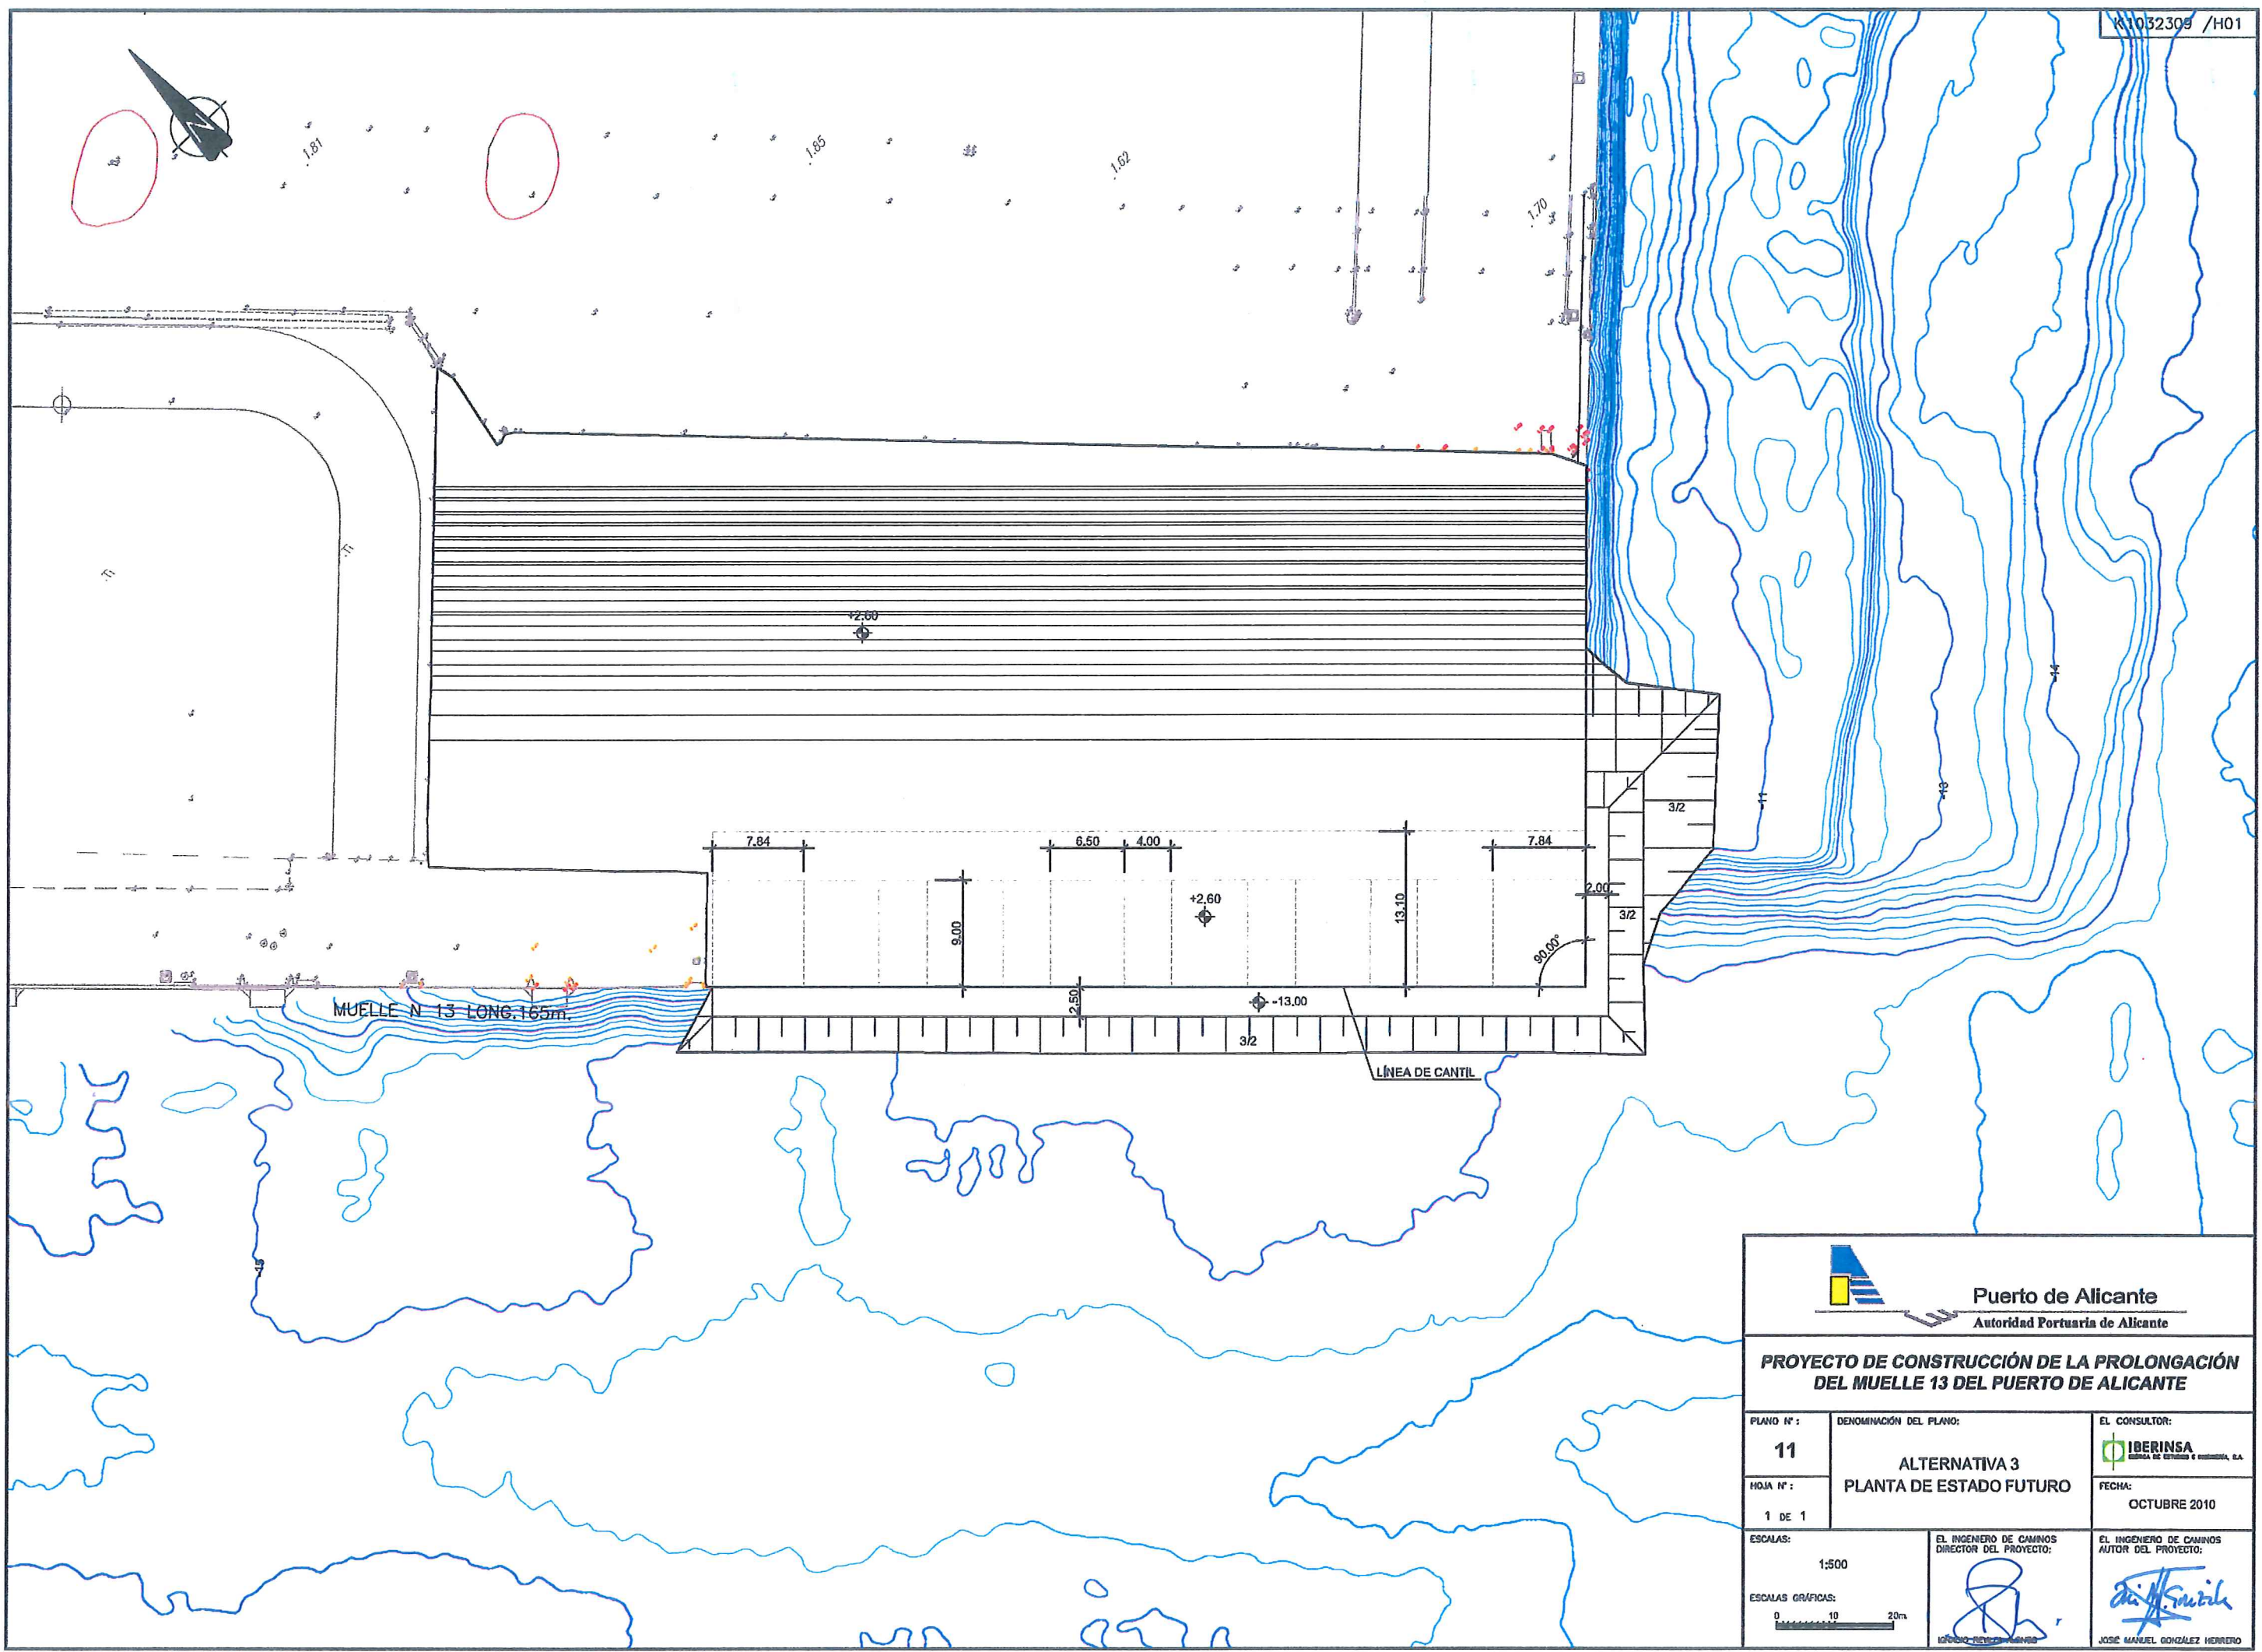 K1032309 /H01
1.81
1.85
1.62
1.70
+2.60
-14
-11
-13
3/2
7.84
6.50
4.00
7.84
2.00
+2.60
13.10
9.00
3/2
90.00°
2.50
-13.00
MUELLE N 13 LONG.165m.
3/2
LÍNEA DE CANTIL
-15
Puerto de Alicante
Autoridad Portuaria de Alicante
PROYECTO DE CONSTRUCCIÓN DE LA PROLONGACIÓN
DEL MUELLE 13 DEL PUERTO DE ALICANTE
PLANO Nº :
11
DENOMINACIÓN DEL PLANO:
ALTERNATIVA 3
PLANTA DE ESTADO FUTURO
EL CONSULTOR:
IBERINSA
HOJA Nº :
1 DE 1
FECHA:
OCTUBRE 2010
ESCALAS:
1:500
ESCALAS GRÁFICAS:
0 10 20m
EL INGENIERO DE CAMINOS
DIRECTOR DEL PROYECTO:
EL INGENIERO DE CAMINOS
AUTOR DEL PROYECTO:
JOSÉ MANUEL GONZÁLEZ HERRERO